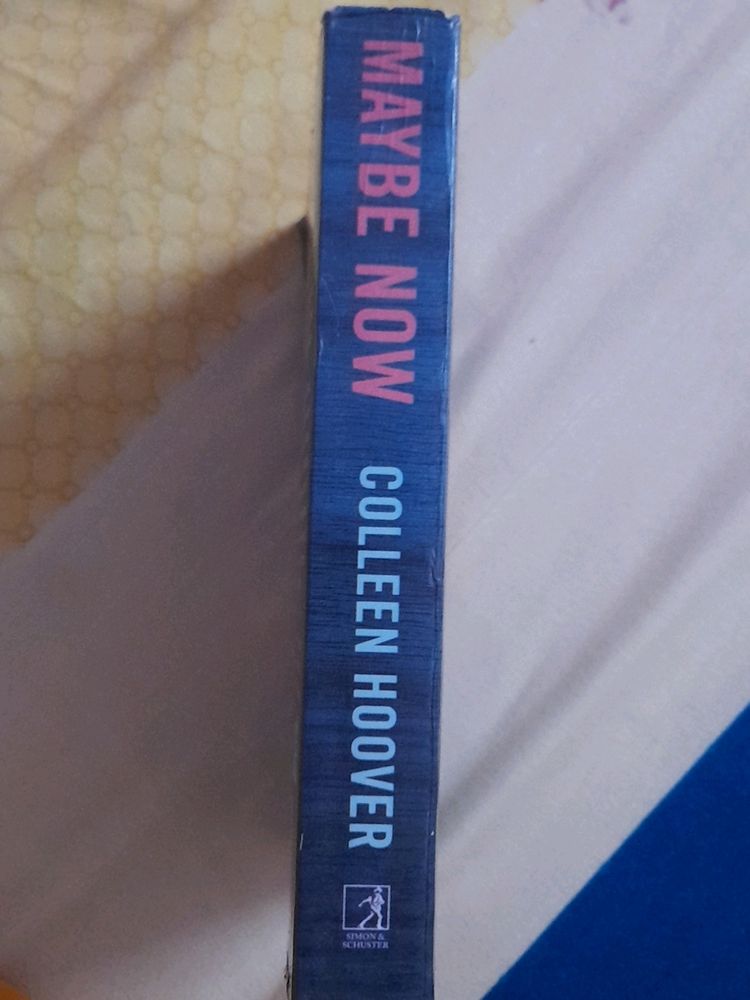 MAYBE NOW
COLLEEN HOOVER
SIMON &
SCHUSTER